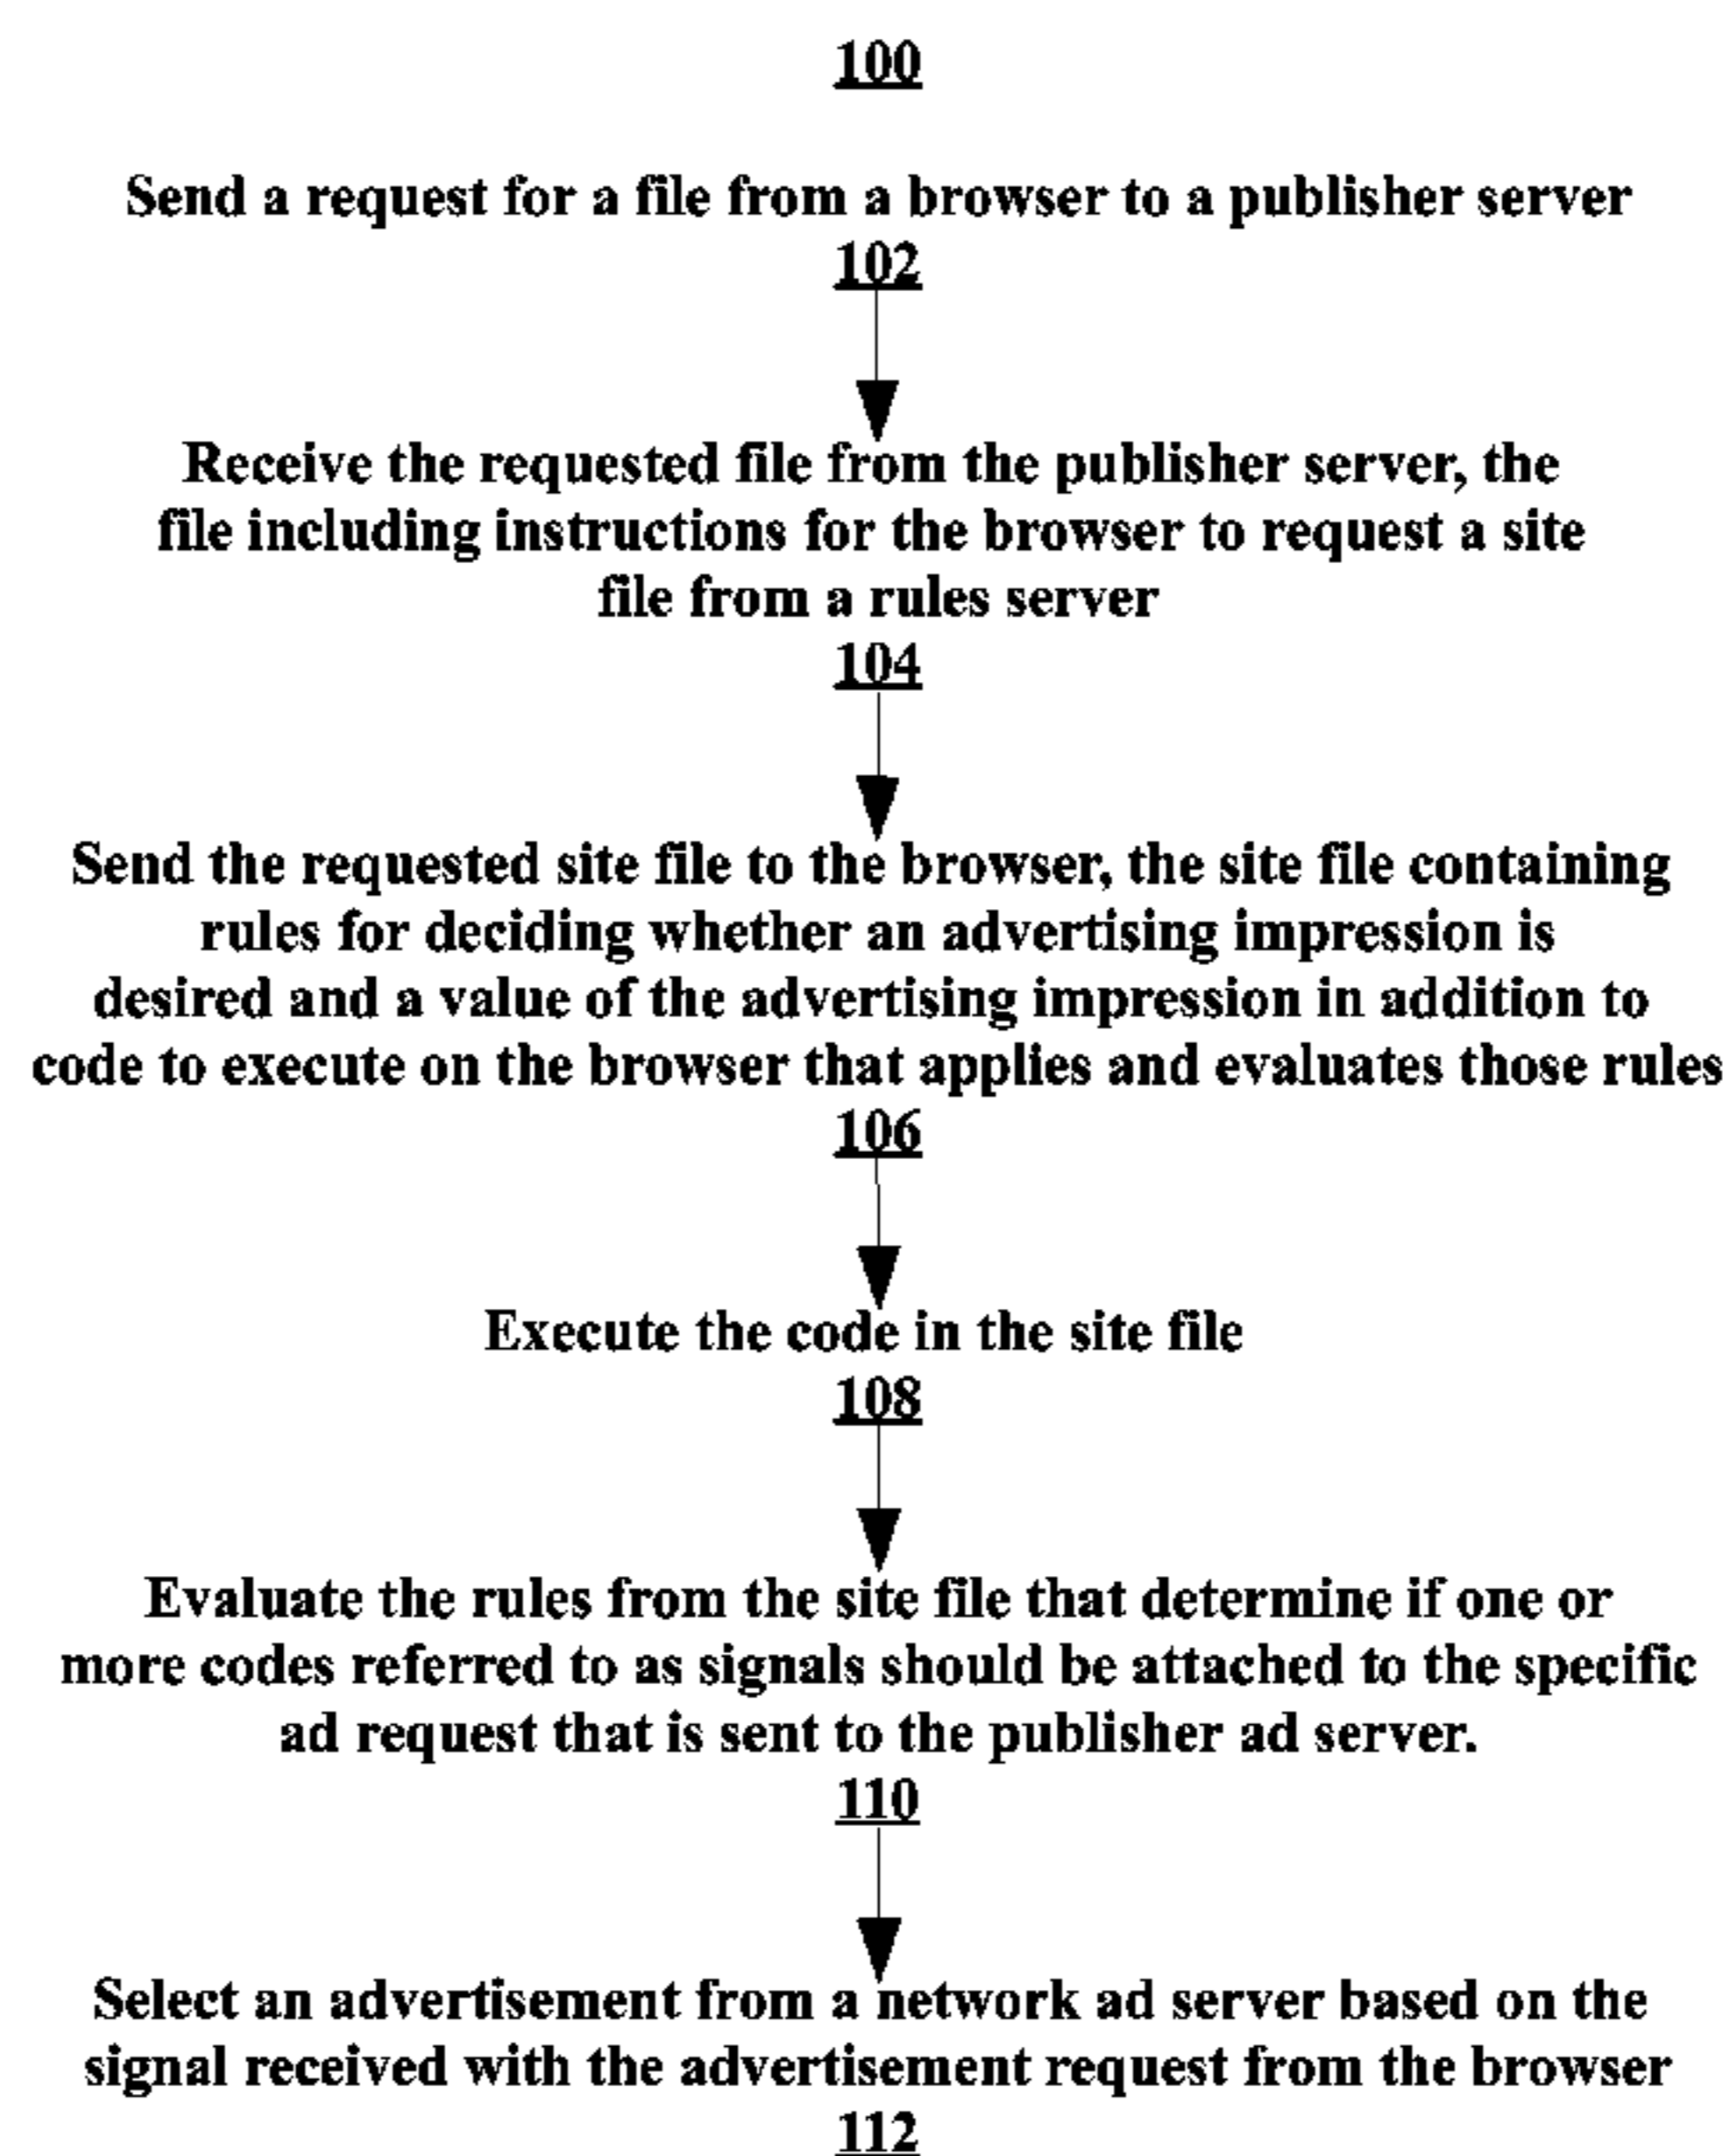 100
Send a request for a file from a browser to a publisher server
102
Receive the requested file from the publisher server, the
file including instructions for the browser to request a site
file from a rules server
104
Send the requested site file to the browser, the site file containing
rules for deciding whether an advertising impression is
desired and a value of the advertising impression in addition to
code to execute on the browser that applies and evaluates those rules
106
Execute the code in the site file
108
Evaluate the rules from the site file that determine if one or
more codes referred to as signals should be attached to the specific
ad request that is sent to the publisher ad server.
110
Select an advertisement from a network ad server based on the
signal received with the advertisement request from the browser
112